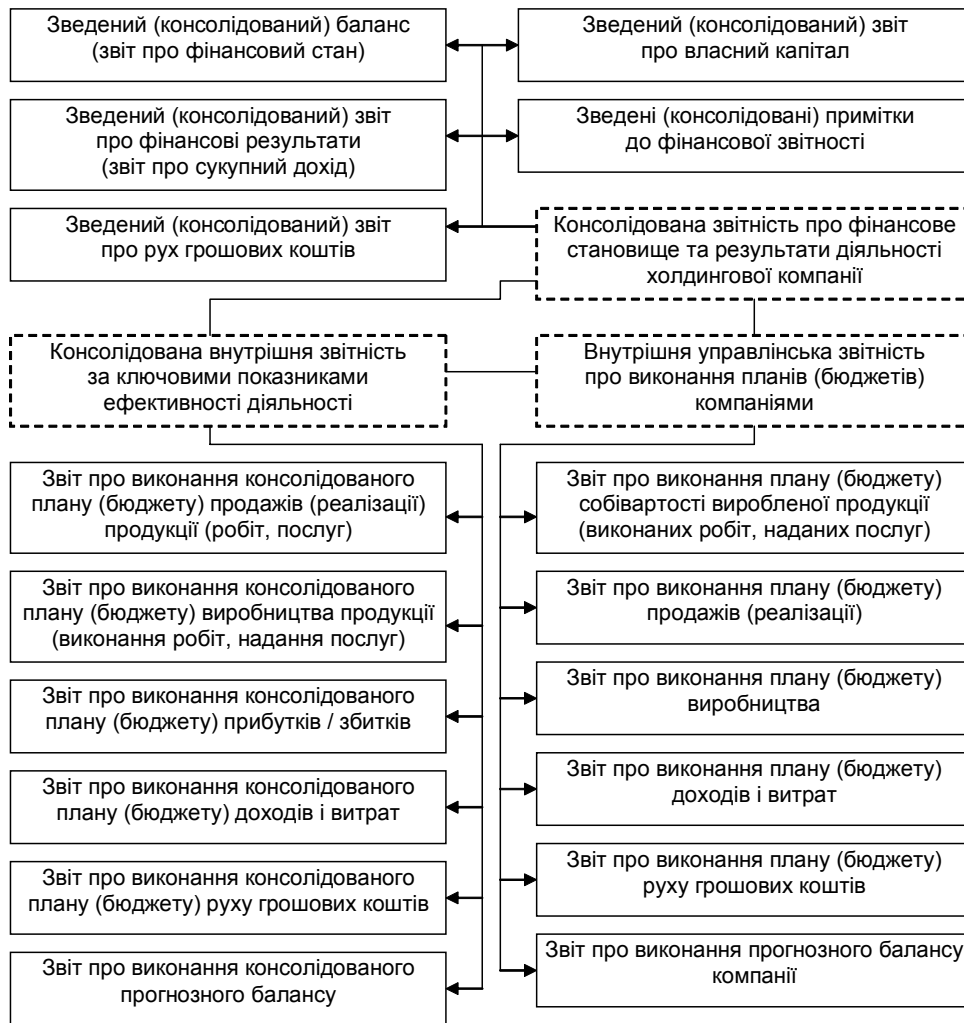 Зведений (консолідований) баланс
(звіт про фінансовий стан)
Зведений (консолідований) звіт
про власний капітал
Зведений (консолідований) звіт
про фінансові результати
(звіт про сукупний дохід)
Зведені (консолідовані) примітки
до фінансової звітності
Зведений (консолідований) звіт
про рух грошових коштів
Консолідована звітність про фінансове
становище та результати діяльності
холдингової компанії
Консолідована внутрішня звітність
за ключовими показниками
ефективності діяльності
Внутрішня управлінська звітність
про виконання планів (бюджетів)
компаніями
Звіт про виконання консолідованого
плану (бюджету) продажів (реалізації)
продукції (робіт, послуг)
Звіт про виконання плану (бюджету)
собівартості виробленої продукції
(виконаних робіт, наданих послуг)
Звіт про виконання консолідованого
плану (бюджету) виробництва продукції
(виконання робіт, надання послуг)
Звіт про виконання плану (бюджету)
продажів (реалізації)
Звіт про виконання консолідованого
плану (бюджету) прибутків / збитків
Звіт про виконання плану (бюджету)
виробництва
Звіт про виконання консолідованого
плану (бюджету) доходів і витрат
Звіт про виконання плану (бюджету)
доходів і витрат
Звіт про виконання консолідованого
плану (бюджету) руху грошових коштів
Звіт про виконання плану (бюджету)
руху грошових коштів
Звіт про виконання консолідованого
прогнозного балансу
Звіт про виконання прогнозного балансу
компанії